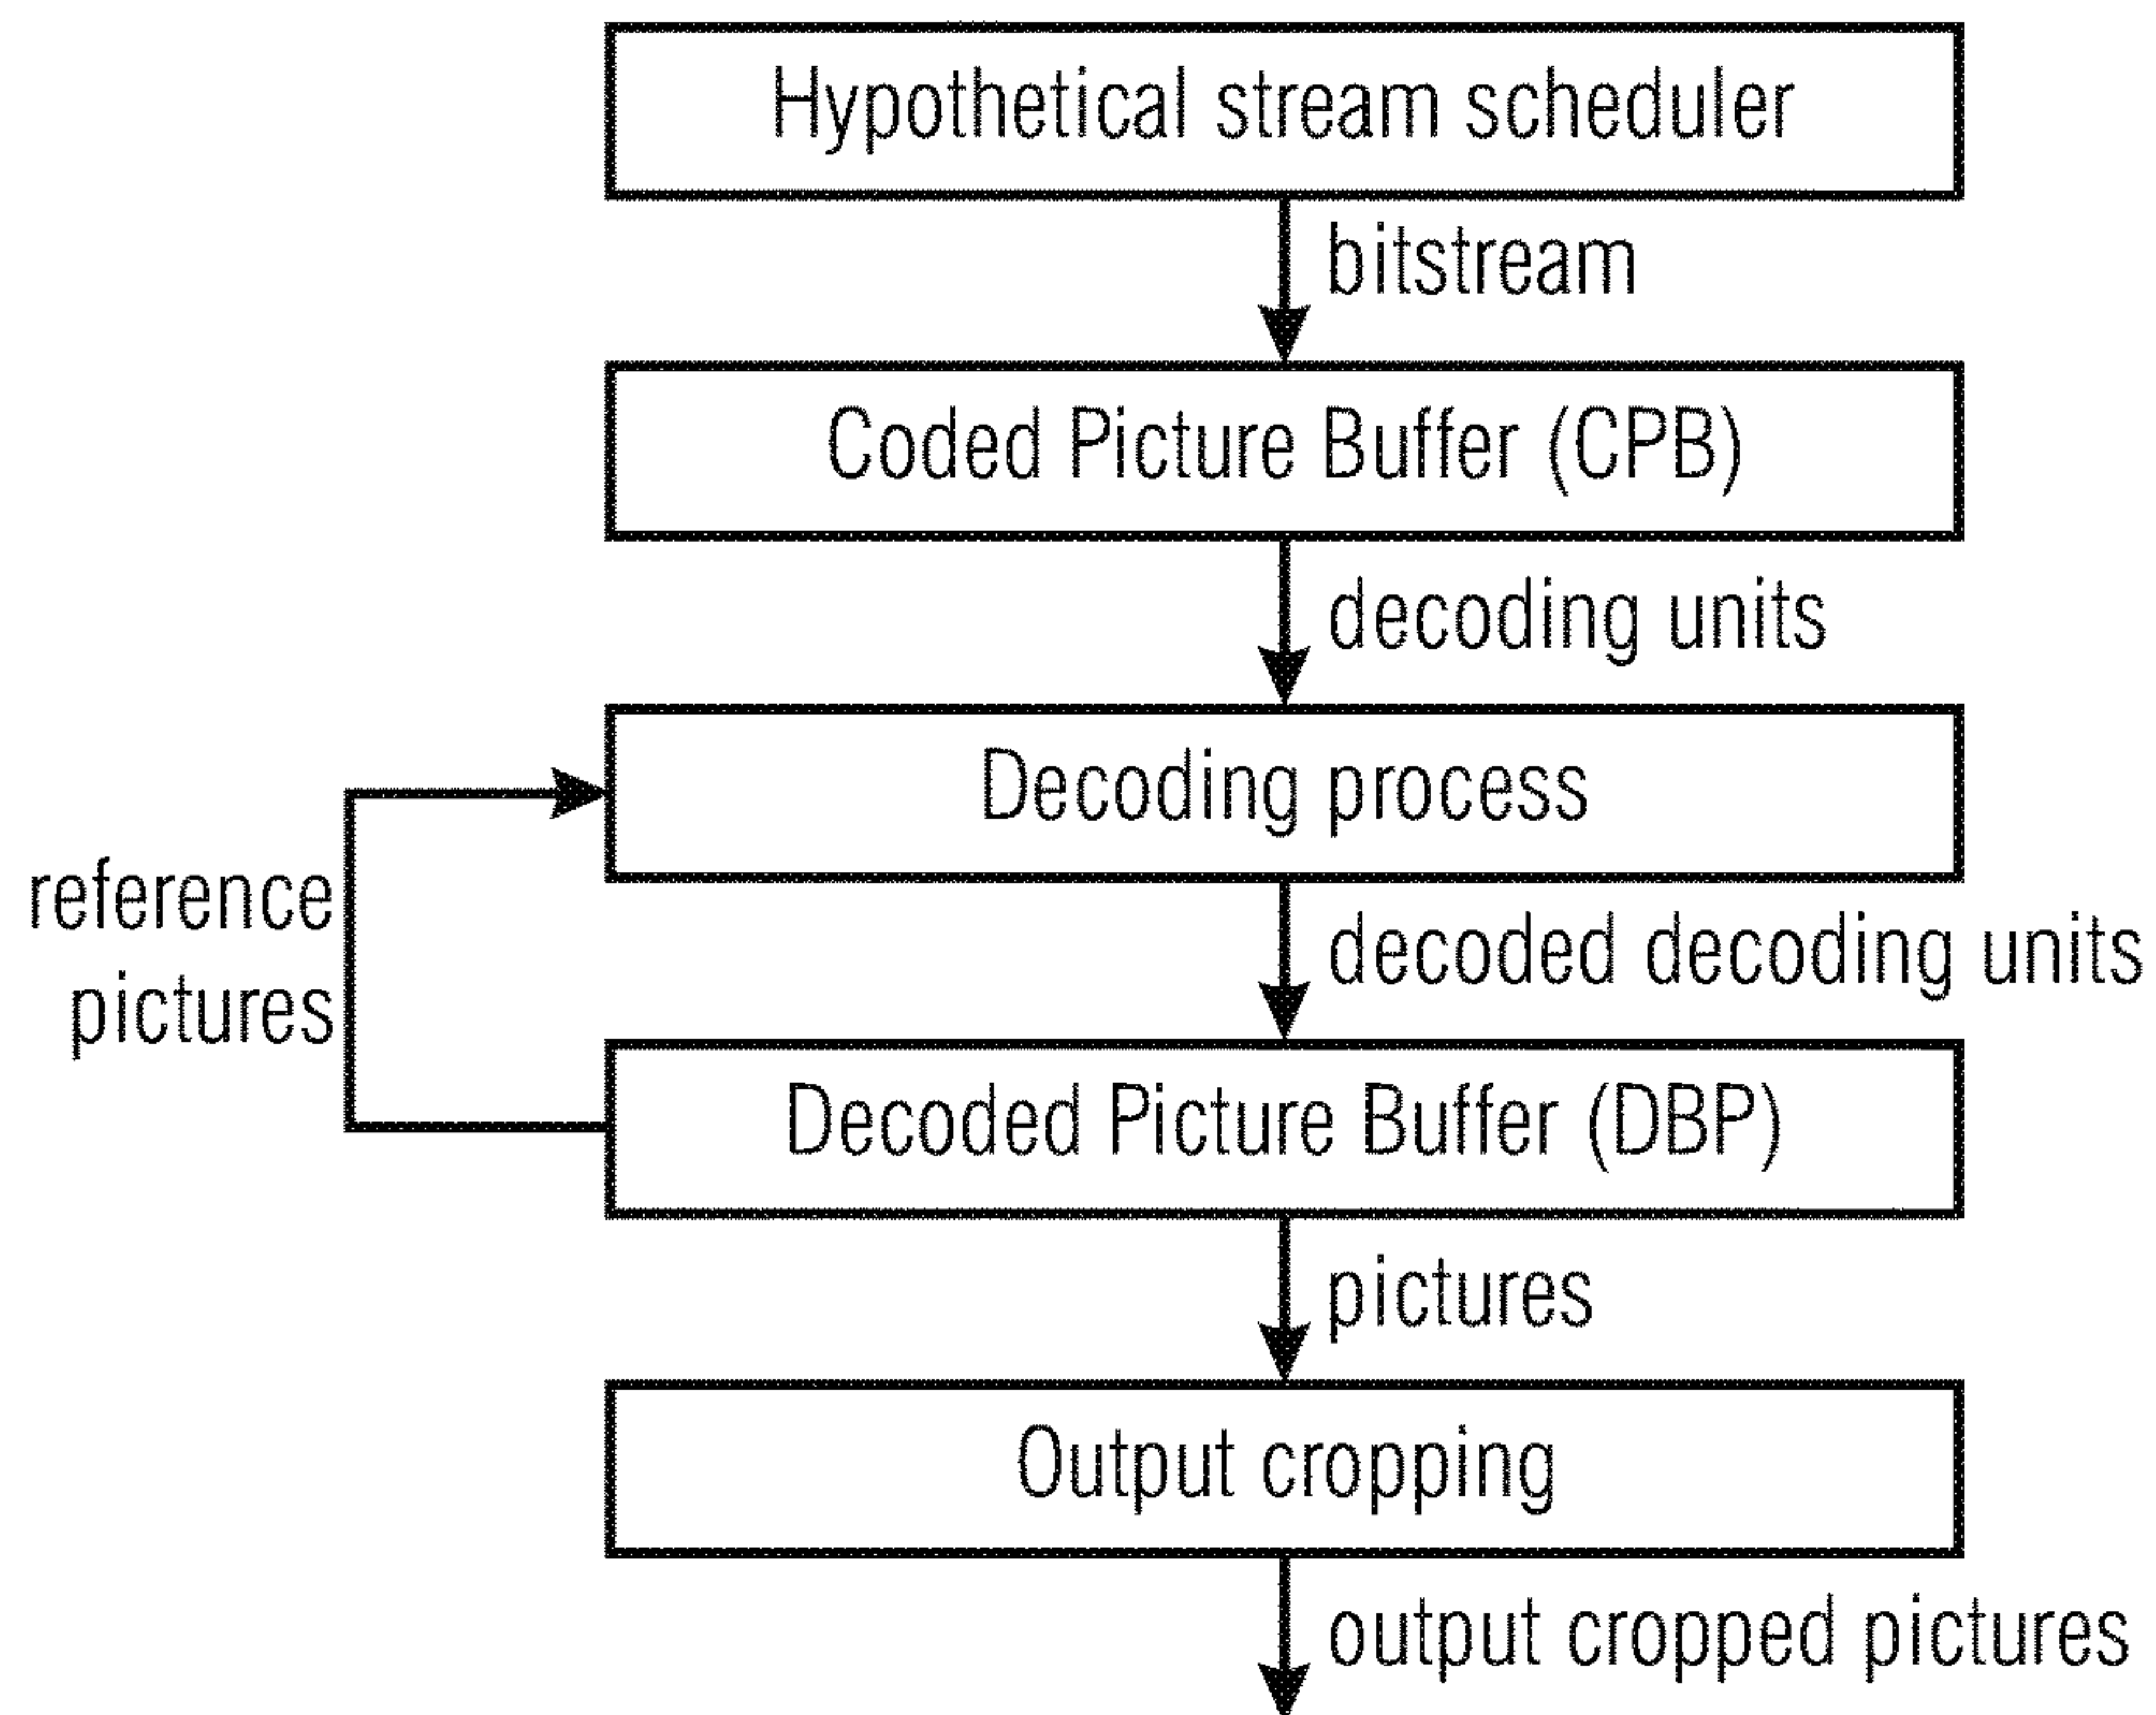 Hypothetical stream scheduler
bitstream
Coded Picture Buffer (CPB)
decoding units
Decoding process
reference
pictures
decoded decoding units
Decoded Picture Buffer (DBP)
pictures
Output cropping
output cropped pictures